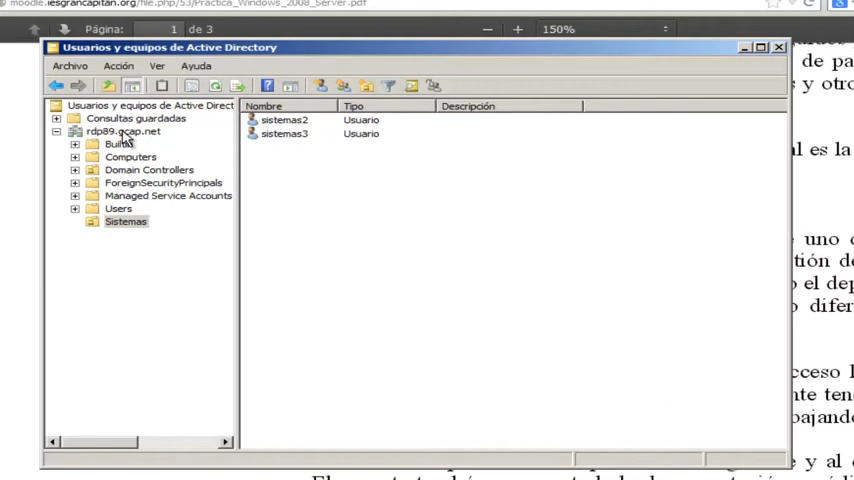 moodle.iesgrancapitan.org/file.php/53/Practica_Windows_2008_Server.pdf
Página: 1 de 3 150%
Usuarios y equipos de Active Directory
Archivo Acción Ver Ayuda
Usuarios y equipos de Active Direct
Consultas guardadas
rdp89.gcap.net
Computers
Domain Controllers
ForeignSecurityPrincipals
Managed Service Accounts
Users
Sistemas
Nombre Tipo Descripción
sistemas2 Usuario
sistemas3 Usuario
de pa
y otro
al es la
uno
tión de
el dep
difer
cceso l
nte ten
bajand
y al